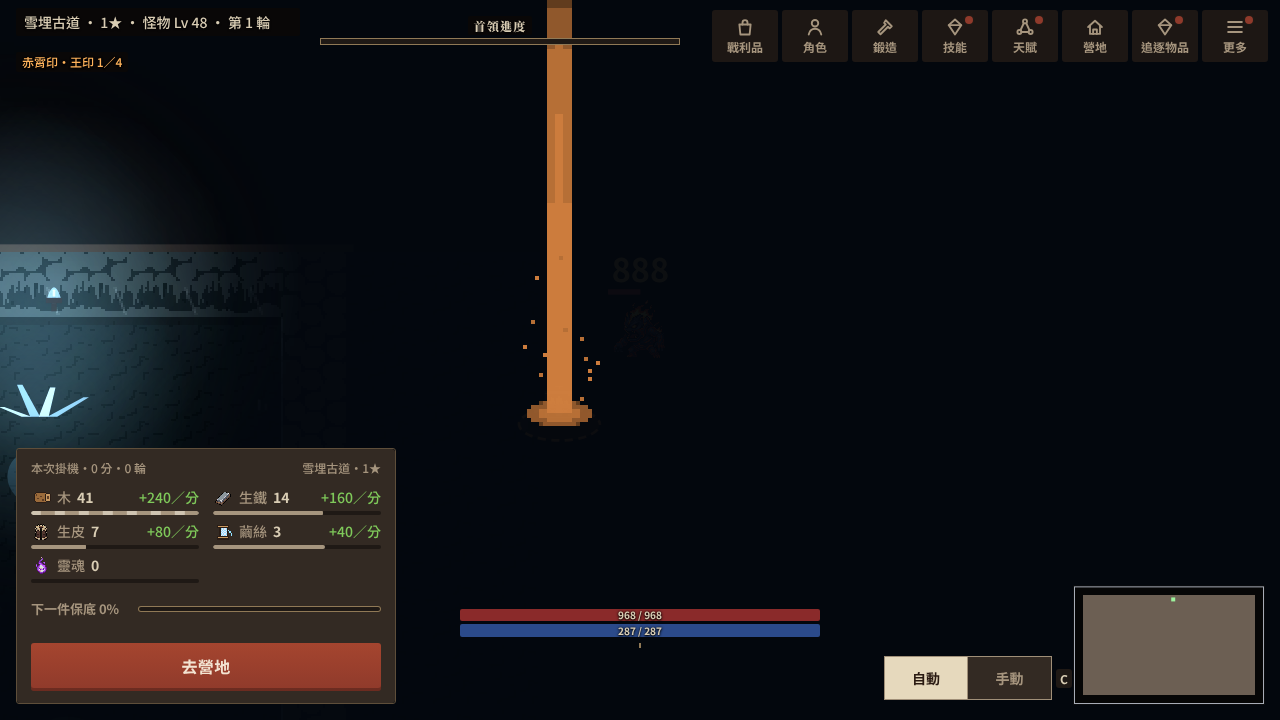 雪埋古道 · 1★ · 怪物 Lv 48 · 第 1 輪
首領進度
戰利品
角色
鍛造
技能
天賦
營地
追逐物品
更多
赤霄印·王印 1／4
888
本次掛機·0 分·0 輪
雪埋古道·1★
木 41 +240／分
生鐵 14 +160／分
生皮 7 +80／分
繭絲 3 +40／分
靈魂 0
下一件保底 0%
去營地
968 / 968
287 / 287
自動
手動
C